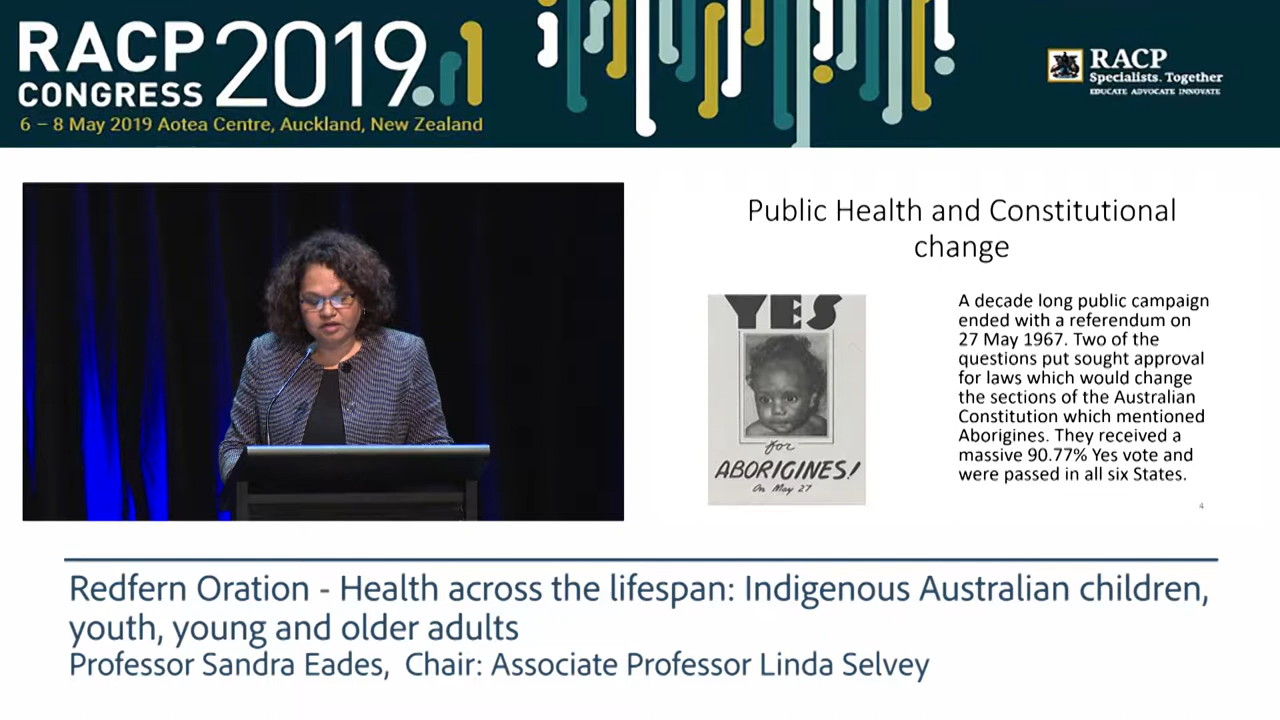 RACP
CONGRESS 2019
6 – 8 May 2019 Aotea Centre, Auckland, New Zealand
RACP
Specialists. Together
EDUCATE ADVOCATE INNOVATE
Public Health and Constitutional
change
YES
for
ABORIGINES!
On May 27
A decade long public campaign
ended with a referendum on
27 May 1967. Two of the
questions put sought approval
for laws which would change
the sections of the Australian
Constitution which mentioned
Aborigines. They received a
massive 90.77% Yes vote and
were passed in all six States.
4
Redfern Oration - Health across the lifespan: Indigenous Australian children,
youth, young and older adults
Professor Sandra Eades, Chair: Associate Professor Linda Selvey